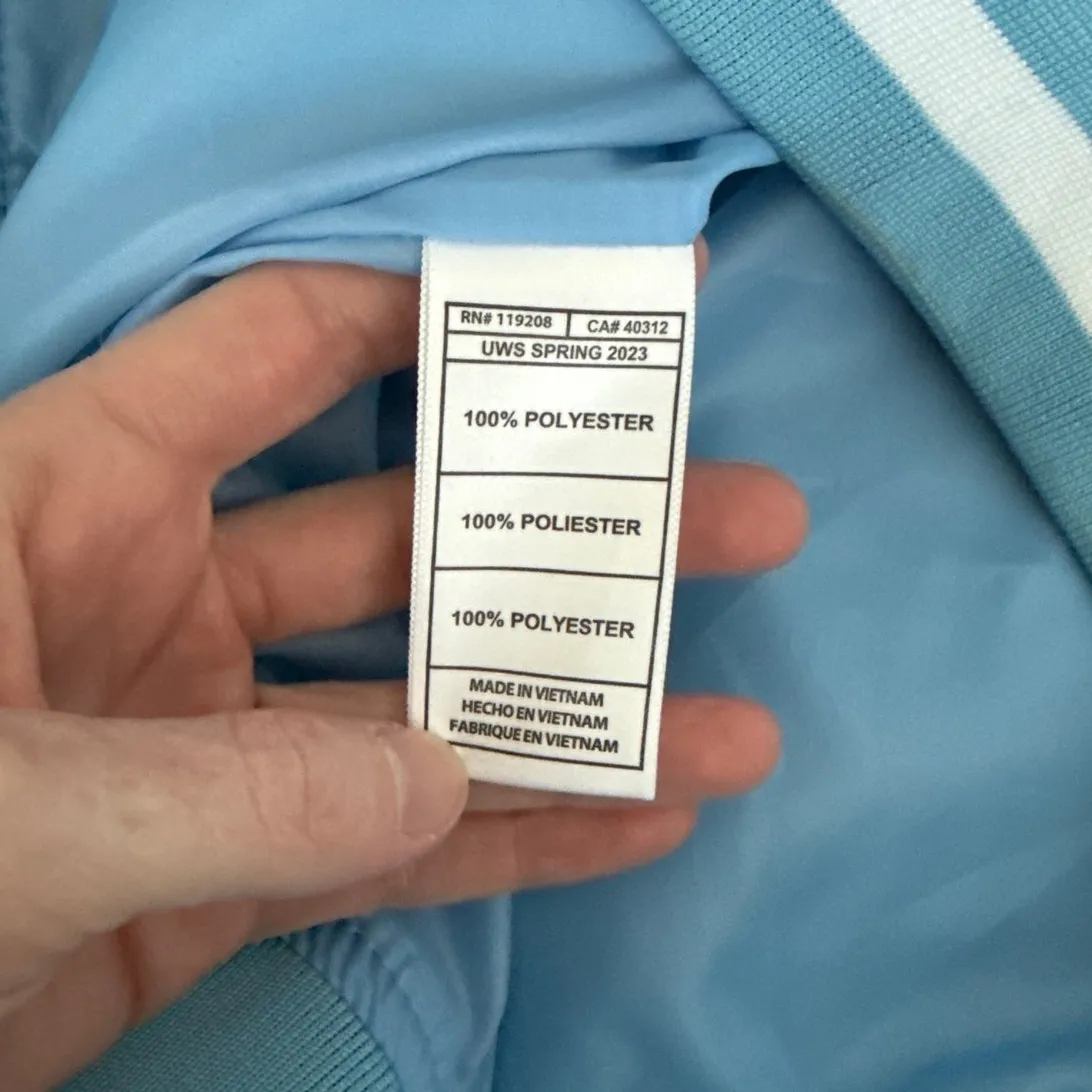 RN# 119208 CA# 40312
UWS SPRING 2023
100% POLYESTER
100% POLIESTER
100% POLYESTER
MADE IN VIETNAM
HECHO EN VIETNAM
FABRIQUE EN VIETNAM